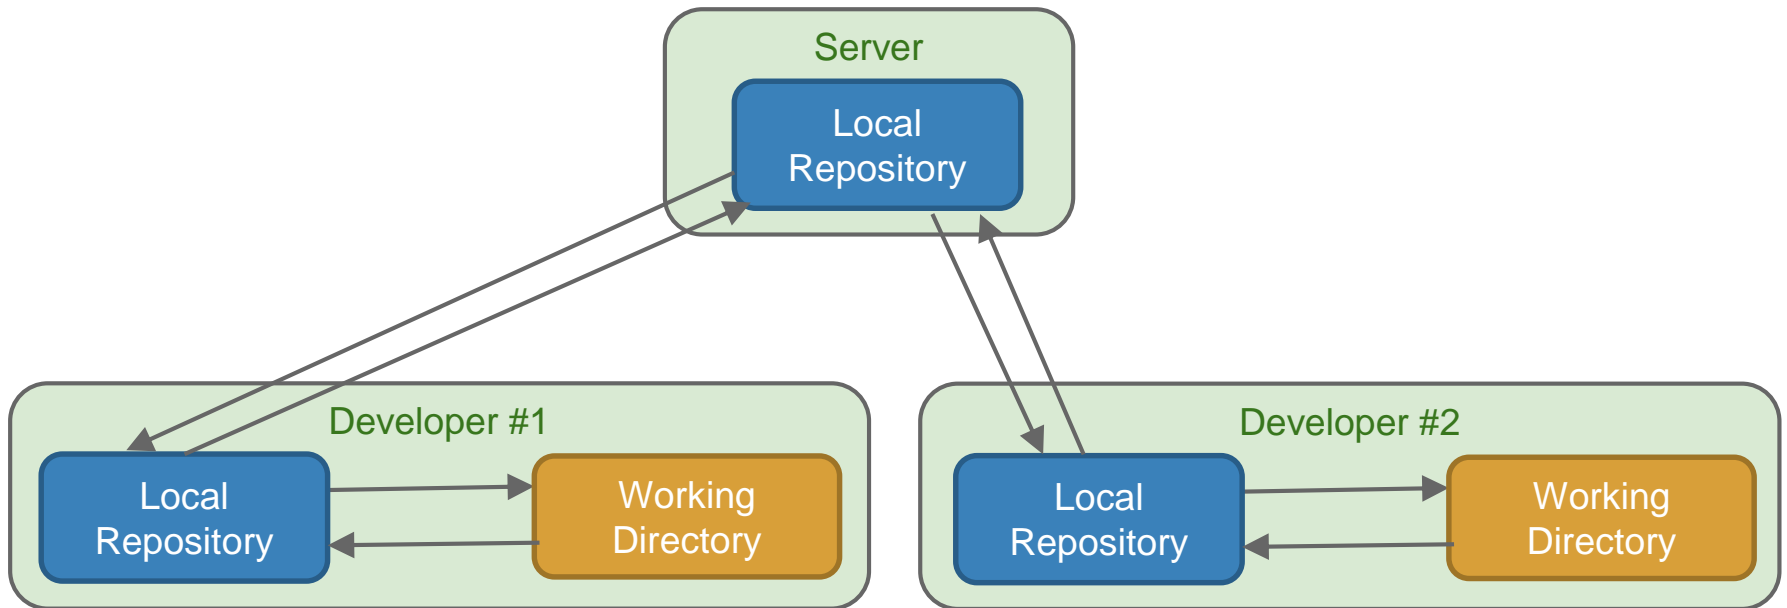 Server
Local
Repository
Developer #1
Local
Repository
Working
Directory
Developer #2
Local
Repository
Working
Directory